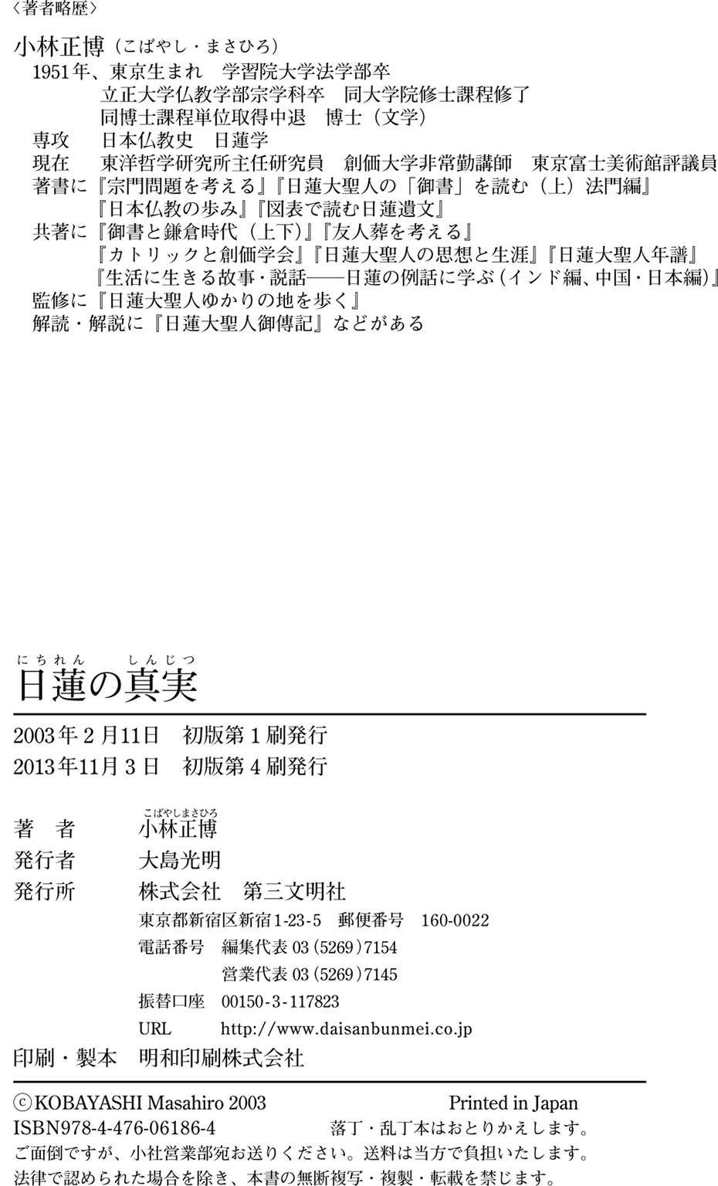 〈著者略歴〉
小林正博（こばやし・まさひろ）
1951年、東京生まれ　学習院大学法学部卒
立正大学仏教学部宗学科卒　同大学院修士課程修了
同博士課程単位取得中退　博士（文学）
専攻　日本仏教史　日蓮学
現在　東洋哲学研究所主任研究員　創価大学非常勤講師　東京富士美術館評議員
著書に『宗門問題を考える』『日蓮大聖人の「御書」を読む（上）法門編』
『日本仏教の歩み』『図表で読む日蓮遺文』
共著に『御書と鎌倉時代（上下）』『友人葬を考える』
『カトリックと創価学会』『日蓮大聖人の思想と生涯』『日蓮大聖人年譜』
『生活に生きる故事・説話──日蓮の例話に学ぶ（インド編、中国・日本編）』
監修に『日蓮大聖人ゆかりの地を歩く』
解読・解説に『日蓮大聖人御傳記』などがある
にちれん　しんじつ
日蓮の真実
2003年2月11日　初版第1刷発行
2013年11月3日　初版第4刷発行
こばやしまさひろ
著　者　小林正博
発行者　大島光明
発行所　株式会社　第三文明社
東京都新宿区新宿1-23-5　郵便番号　160-0022
電話番号　編集代表 03(5269)7154
営業代表 03(5269)7145
振替口座　00150-3-117823
URL　http://www.daisanbunmei.co.jp
印刷・製本　明和印刷株式会社
ⓒKOBAYASHI Masahiro 2003　Printed in Japan
ISBN978-4-476-06186-4　落丁・乱丁本はおとりかえします。
ご面倒ですが、小社営業部宛お送りください。送料は当方で負担いたします。
法律で認められた場合を除き、本書の無断複写・複製・転載を禁じます。